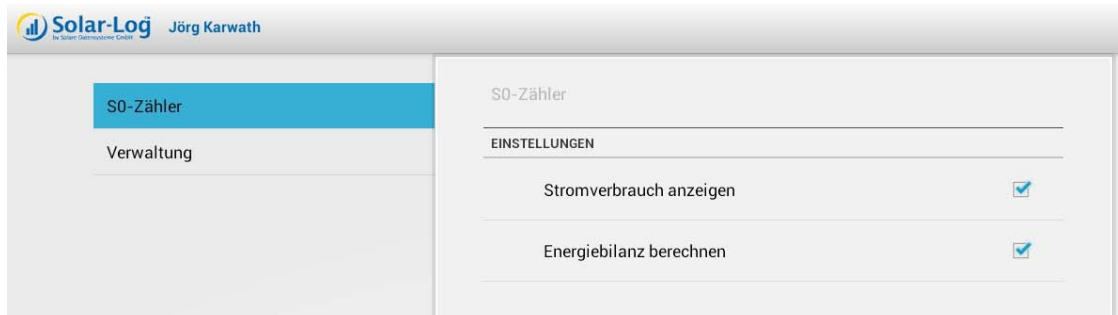 Solar-Log Jörg Karwath
by Solare Datensysteme GmbH
S0-Zähler
Verwaltung
S0-Zähler
EINSTELLUNGEN
Stromverbrauch anzeigen
Energiebilanz berechnen